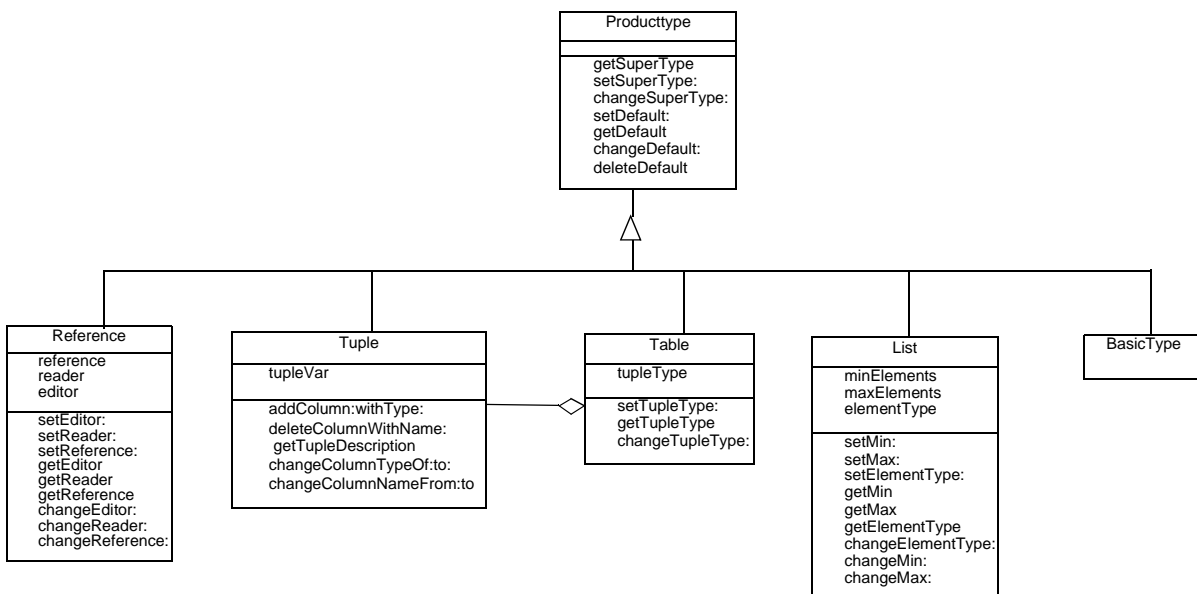 Producttype
getSuperType
setSuperType:
changeSuperType:
setDefault:
getDefault
changeDefault:
deleteDefault
Reference
reference
reader
editor
setEditor:
setReader:
setReference:
getEditor
getReader
getReference
changeEditor:
changeReader:
changeReference:
Tuple
tupleVar
addColumn:withType:
deleteColumnWithName:
getTupleDescription
changeColumnTypeOf:to:
changeColumnNameFrom:to
Table
tupleType
setTupleType:
getTupleType
changeTupleType:
List
minElements
maxElements
elementType
setMin:
setMax:
setElementType:
getMin
getMax
getElementType
changeElementType:
changeMin:
changeMax:
BasicType